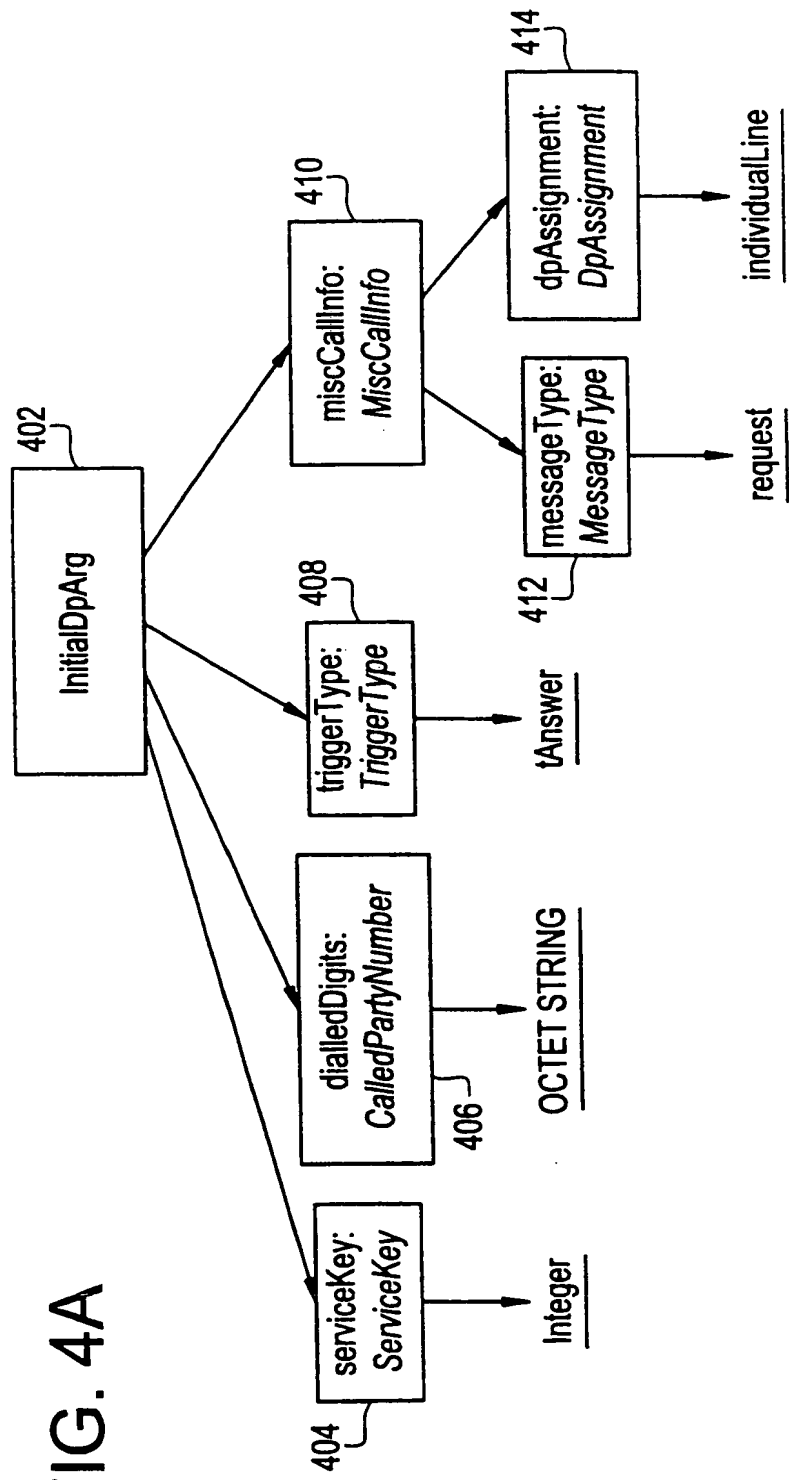 IG. 4A
402
InitialDpArg
404
serviceKey:
ServiceKey
Integer
406
dialledDigits:
CalledPartyNumber
OCTET STRING
408
triggerType:
TriggerType
tAnswer
410
miscCallInfo:
MiscCallInfo
412
messageType:
MessageType
request
414
dpAssignment:
DpAssignment
individualLine